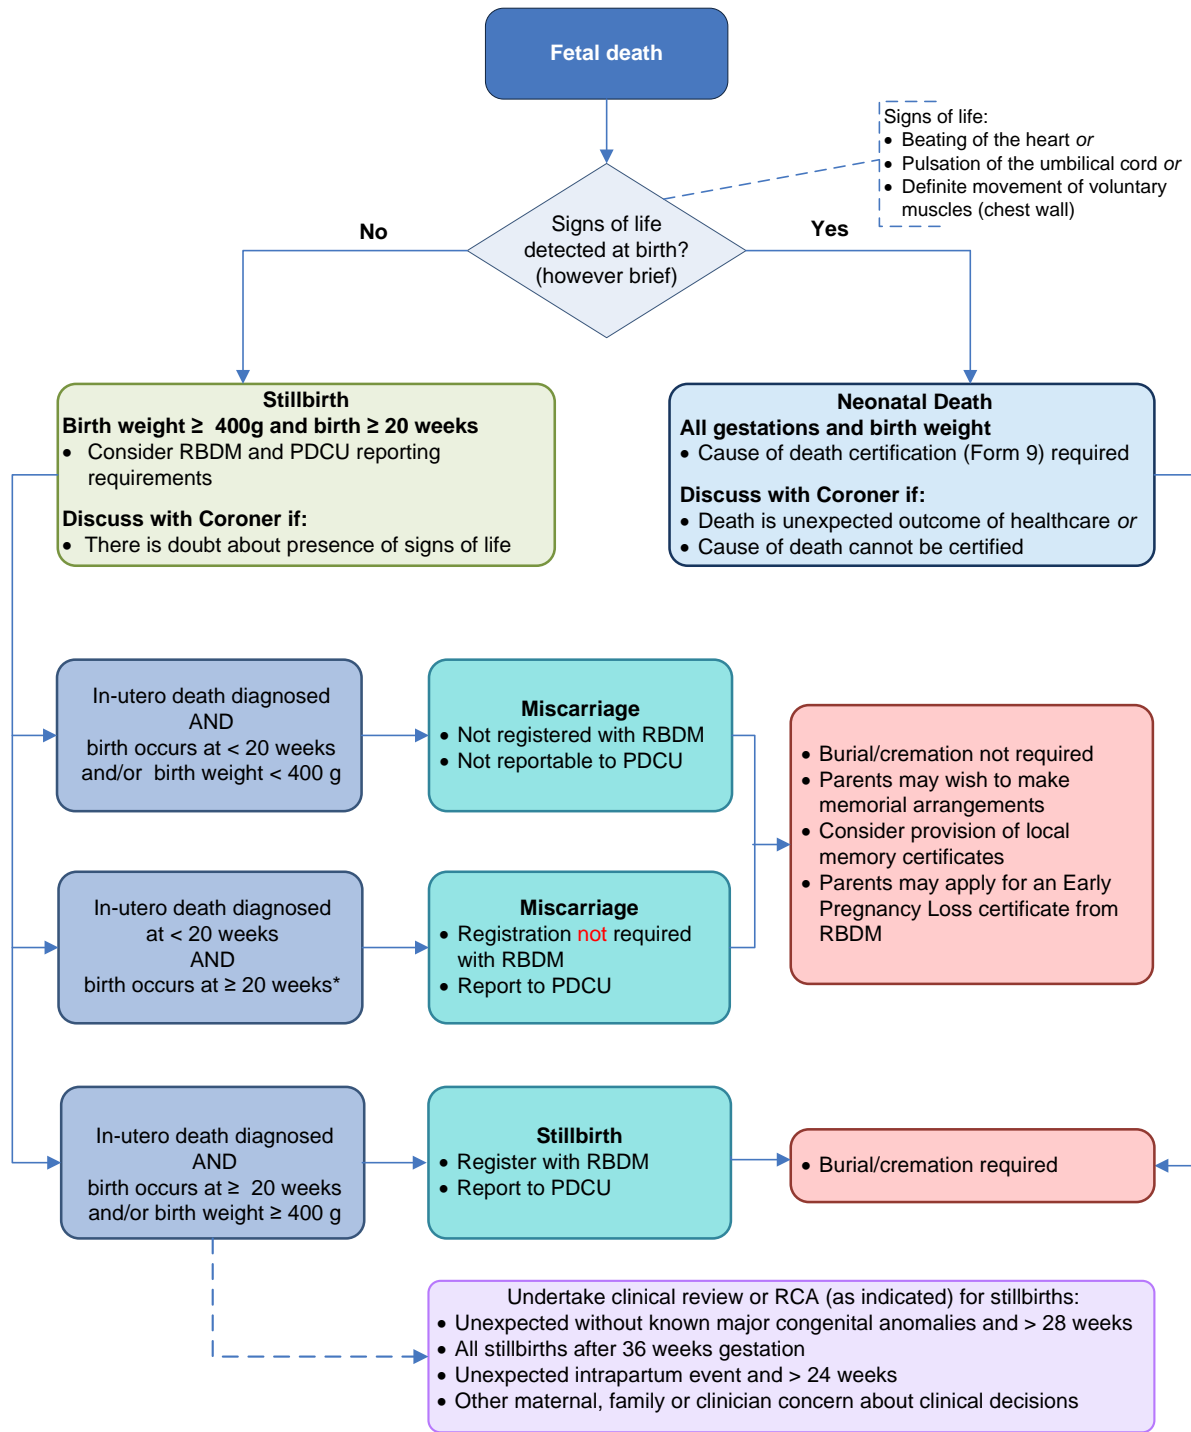 Fetal death
Signs of life:
• Beating of the heart or
• Pulsation of the umbilical cord or
• Definite movement of voluntary
muscles (chest wall)
No
Signs of life
detected at birth?
(however brief)
Yes
Stillbirth
Birth weight ≥ 400g and birth ≥ 20 weeks
• Consider RBDM and PDCU reporting
requirements
Discuss with Coroner if:
• There is doubt about presence of signs of life
Neonatal Death
All gestations and birth weight
• Cause of death certification (Form 9) required
Discuss with Coroner if:
• Death is unexpected outcome of healthcare or
• Cause of death cannot be certified
In-utero death diagnosed
AND
birth occurs at < 20 weeks
and/or birth weight < 400 g
Miscarriage
• Not registered with RBDM
• Not reportable to PDCU
• Burial/cremation not required
• Parents may wish to make
memorial arrangements
• Consider provision of local
memory certificates
• Parents may apply for an Early
Pregnancy Loss certificate from
RBDM
In-utero death diagnosed
at < 20 weeks
AND
birth occurs at ≥ 20 weeks*
Miscarriage
• Registration not required
with RBDM
• Report to PDCU
In-utero death diagnosed
AND
birth occurs at ≥ 20 weeks
and/or birth weight ≥ 400 g
Stillbirth
• Register with RBDM
• Report to PDCU
• Burial/cremation required
Undertake clinical review or RCA (as indicated) for stillbirths:
• Unexpected without known major congenital anomalies and > 28 weeks
• All stillbirths after 36 weeks gestation
• Unexpected intrapartum event and > 24 weeks
• Other maternal, family or clinician concern about clinical decisions